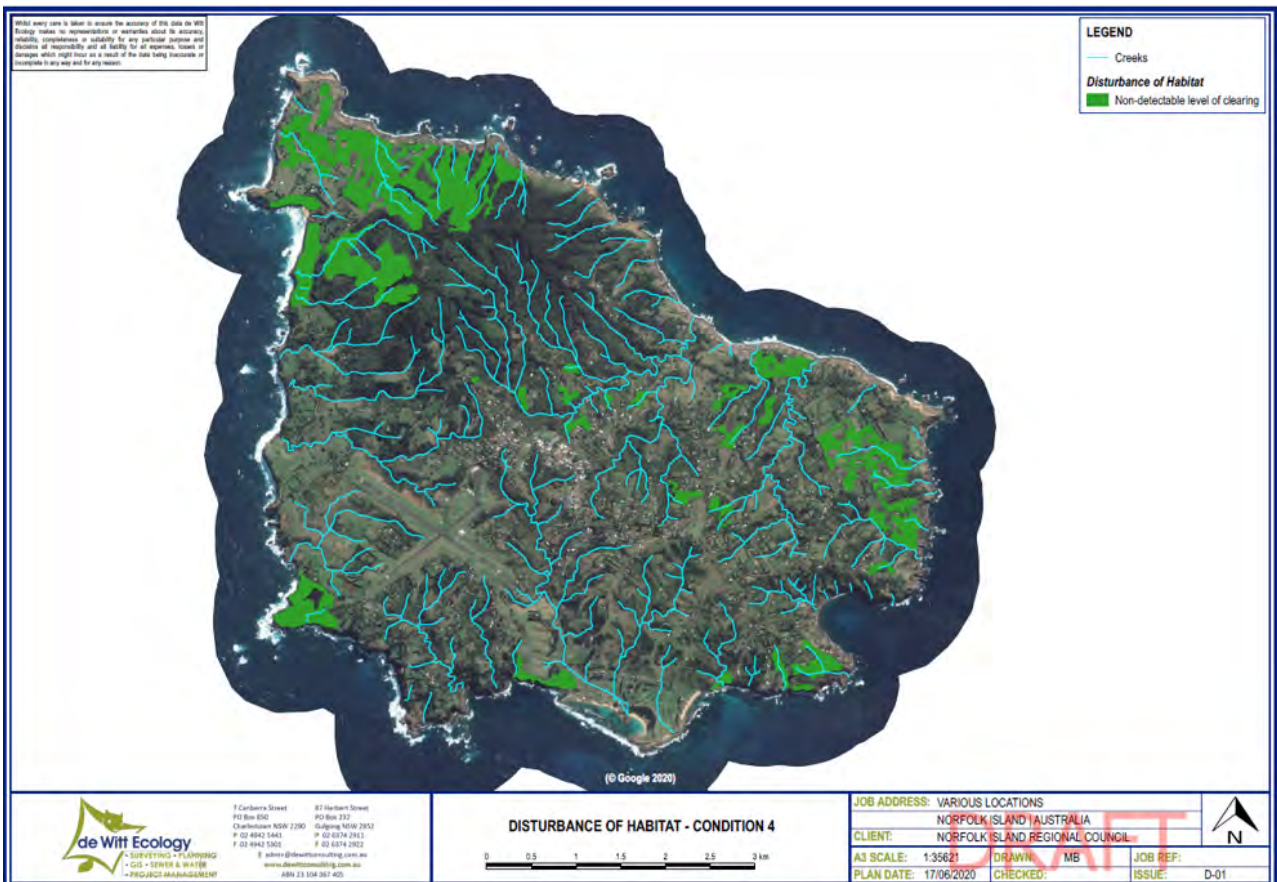 Whilst every care is taken to ensure the accuracy of this data de Witt
Ecology makes no representations or warranties about its accuracy,
reliability, completeness or suitability for any particular purpose and
disclaims all responsibility and all liability for all expenses, losses or
damages which might incur as a result of the data being inaccurate or
incomplete in any way and for any reason.
LEGEND
Creeks
Disturbance of Habitat
Non-detectable level of clearing
(© Google 2020)
de Witt Ecology
• SURVEYING • PLANNING
• GIS • SEWER & WATER
• PROJECT MANAGEMENT
7 Canberra Street
PO Box 850
Charlestown NSW 2290
P 02 4942 5441
F 02 4942 5301
87 Herbert Street
PO Box 232
Gulgong NSW 2852
P 02 6374 2911
F 02 6374 2922
E admin@dewittconsulting.com.au
www.dewittconsulting.com.au
ABN 23 104 067 405
DISTURBANCE OF HABITAT - CONDITION 4
0 0.5 1 1.5 2 2.5 3 km
JOB ADDRESS: VARIOUS LOCATIONS
NORFOLK ISLAND | AUSTRALIA
CLIENT: NORFOLK ISLAND REGIONAL COUNCIL
A3 SCALE: 1:35621 DRAWN: MB JOB REF:
PLAN DATE: 17/06/2020 CHECKED: ISSUE: D-01
DRAFT
N